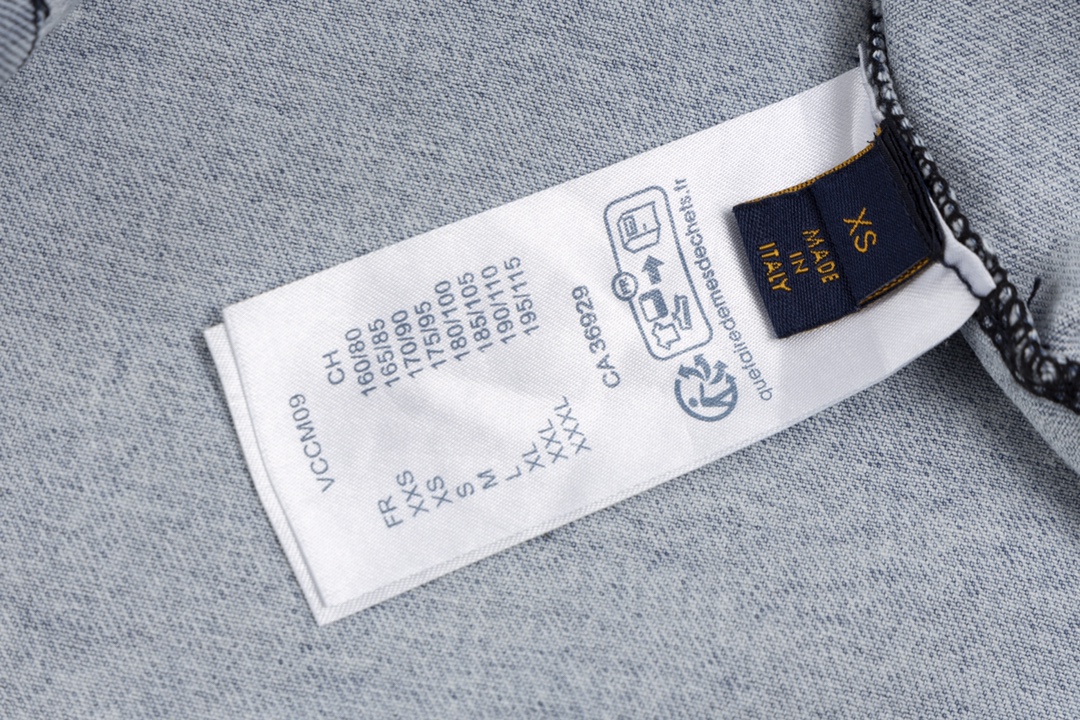 VCCM09
FR CH
XXS 160/80
XS 165/85
S 170/90
M 175/95
L 180/100
XL 185/105
XXL 190/110
XXXL 195/115
CA 36929
quefairedemesdechets.fr
XS
MADE
IN
ITALY